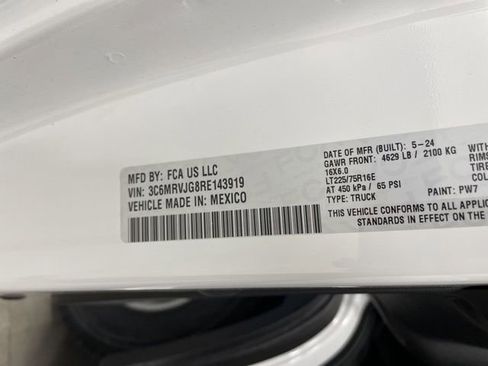 MFD BY: FCA US LLC
VIN: 3C6MRVJG8RE143919
VEHICLE MADE IN: MEXICO
DATE OF MFR (BUILT): 5-24
GAWR FRONT: 4629 LB / 2100 KG
16X6.0
LT225/75R16E
AT 450 kPa / 65 PSI
TYPE: TRUCK
PAINT: PW7
WITH
RIMS
TIRE
THIS VEHICLE CONFORMS TO ALL APPLI
STANDARDS IN EFFECT ON